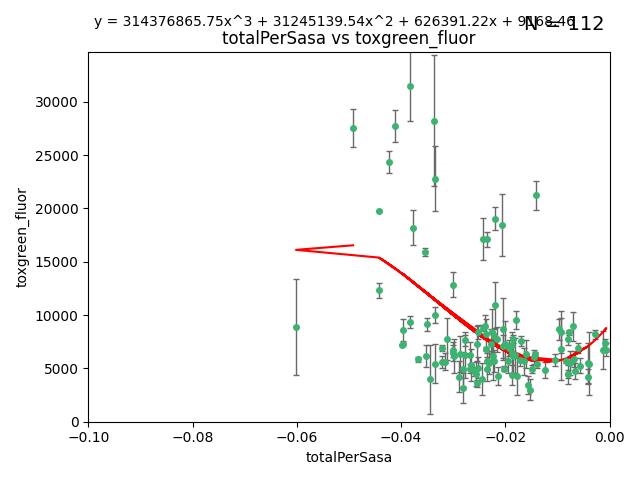 y = 314376865.75x^3 + 31245139.54x^2 + 626391.22x +
N = 112
totalPerSasa vs toxgreen_fluor
toxgreen_fluor
30000
25000
20000
15000
10000
5000
0
−0.10
−0.08
−0.06
−0.04
−0.02
0.00
totalPerSasa